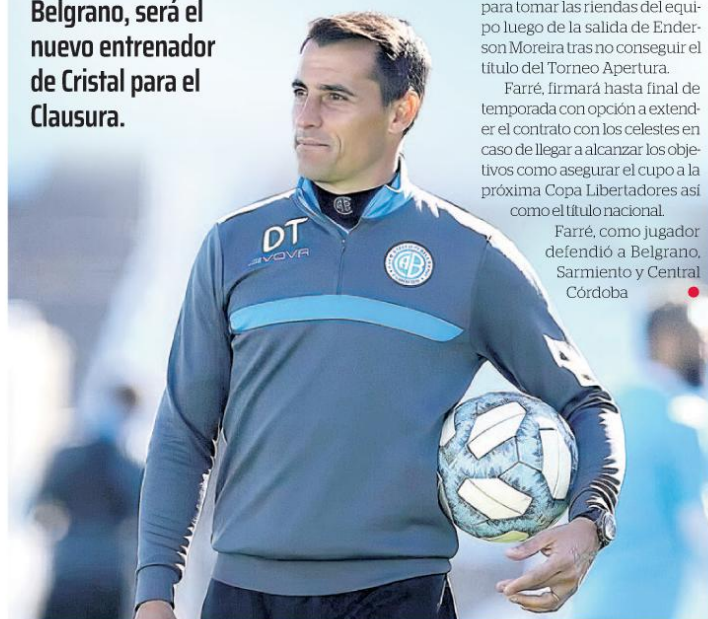 Belgrano, será el
nuevo entrenador
de Cristal para el
Clausura.
para tomar las riendas del equi-
po luego de la salida de Ender-
son Moreira tras no conseguir el
título del Torneo Apertura.
Farré, firmará hasta final de
temporada con opción a extend-
er el contrato con los celestes en
caso de llegar a alcanzar los obje-
tivos como asegurar el cupo a la
próxima Copa Libertadores así
como el título nacional.
Farré, como jugador
defendió a Belgrano,
Sarmiento y Central
Córdoba
DT
GIVOVA